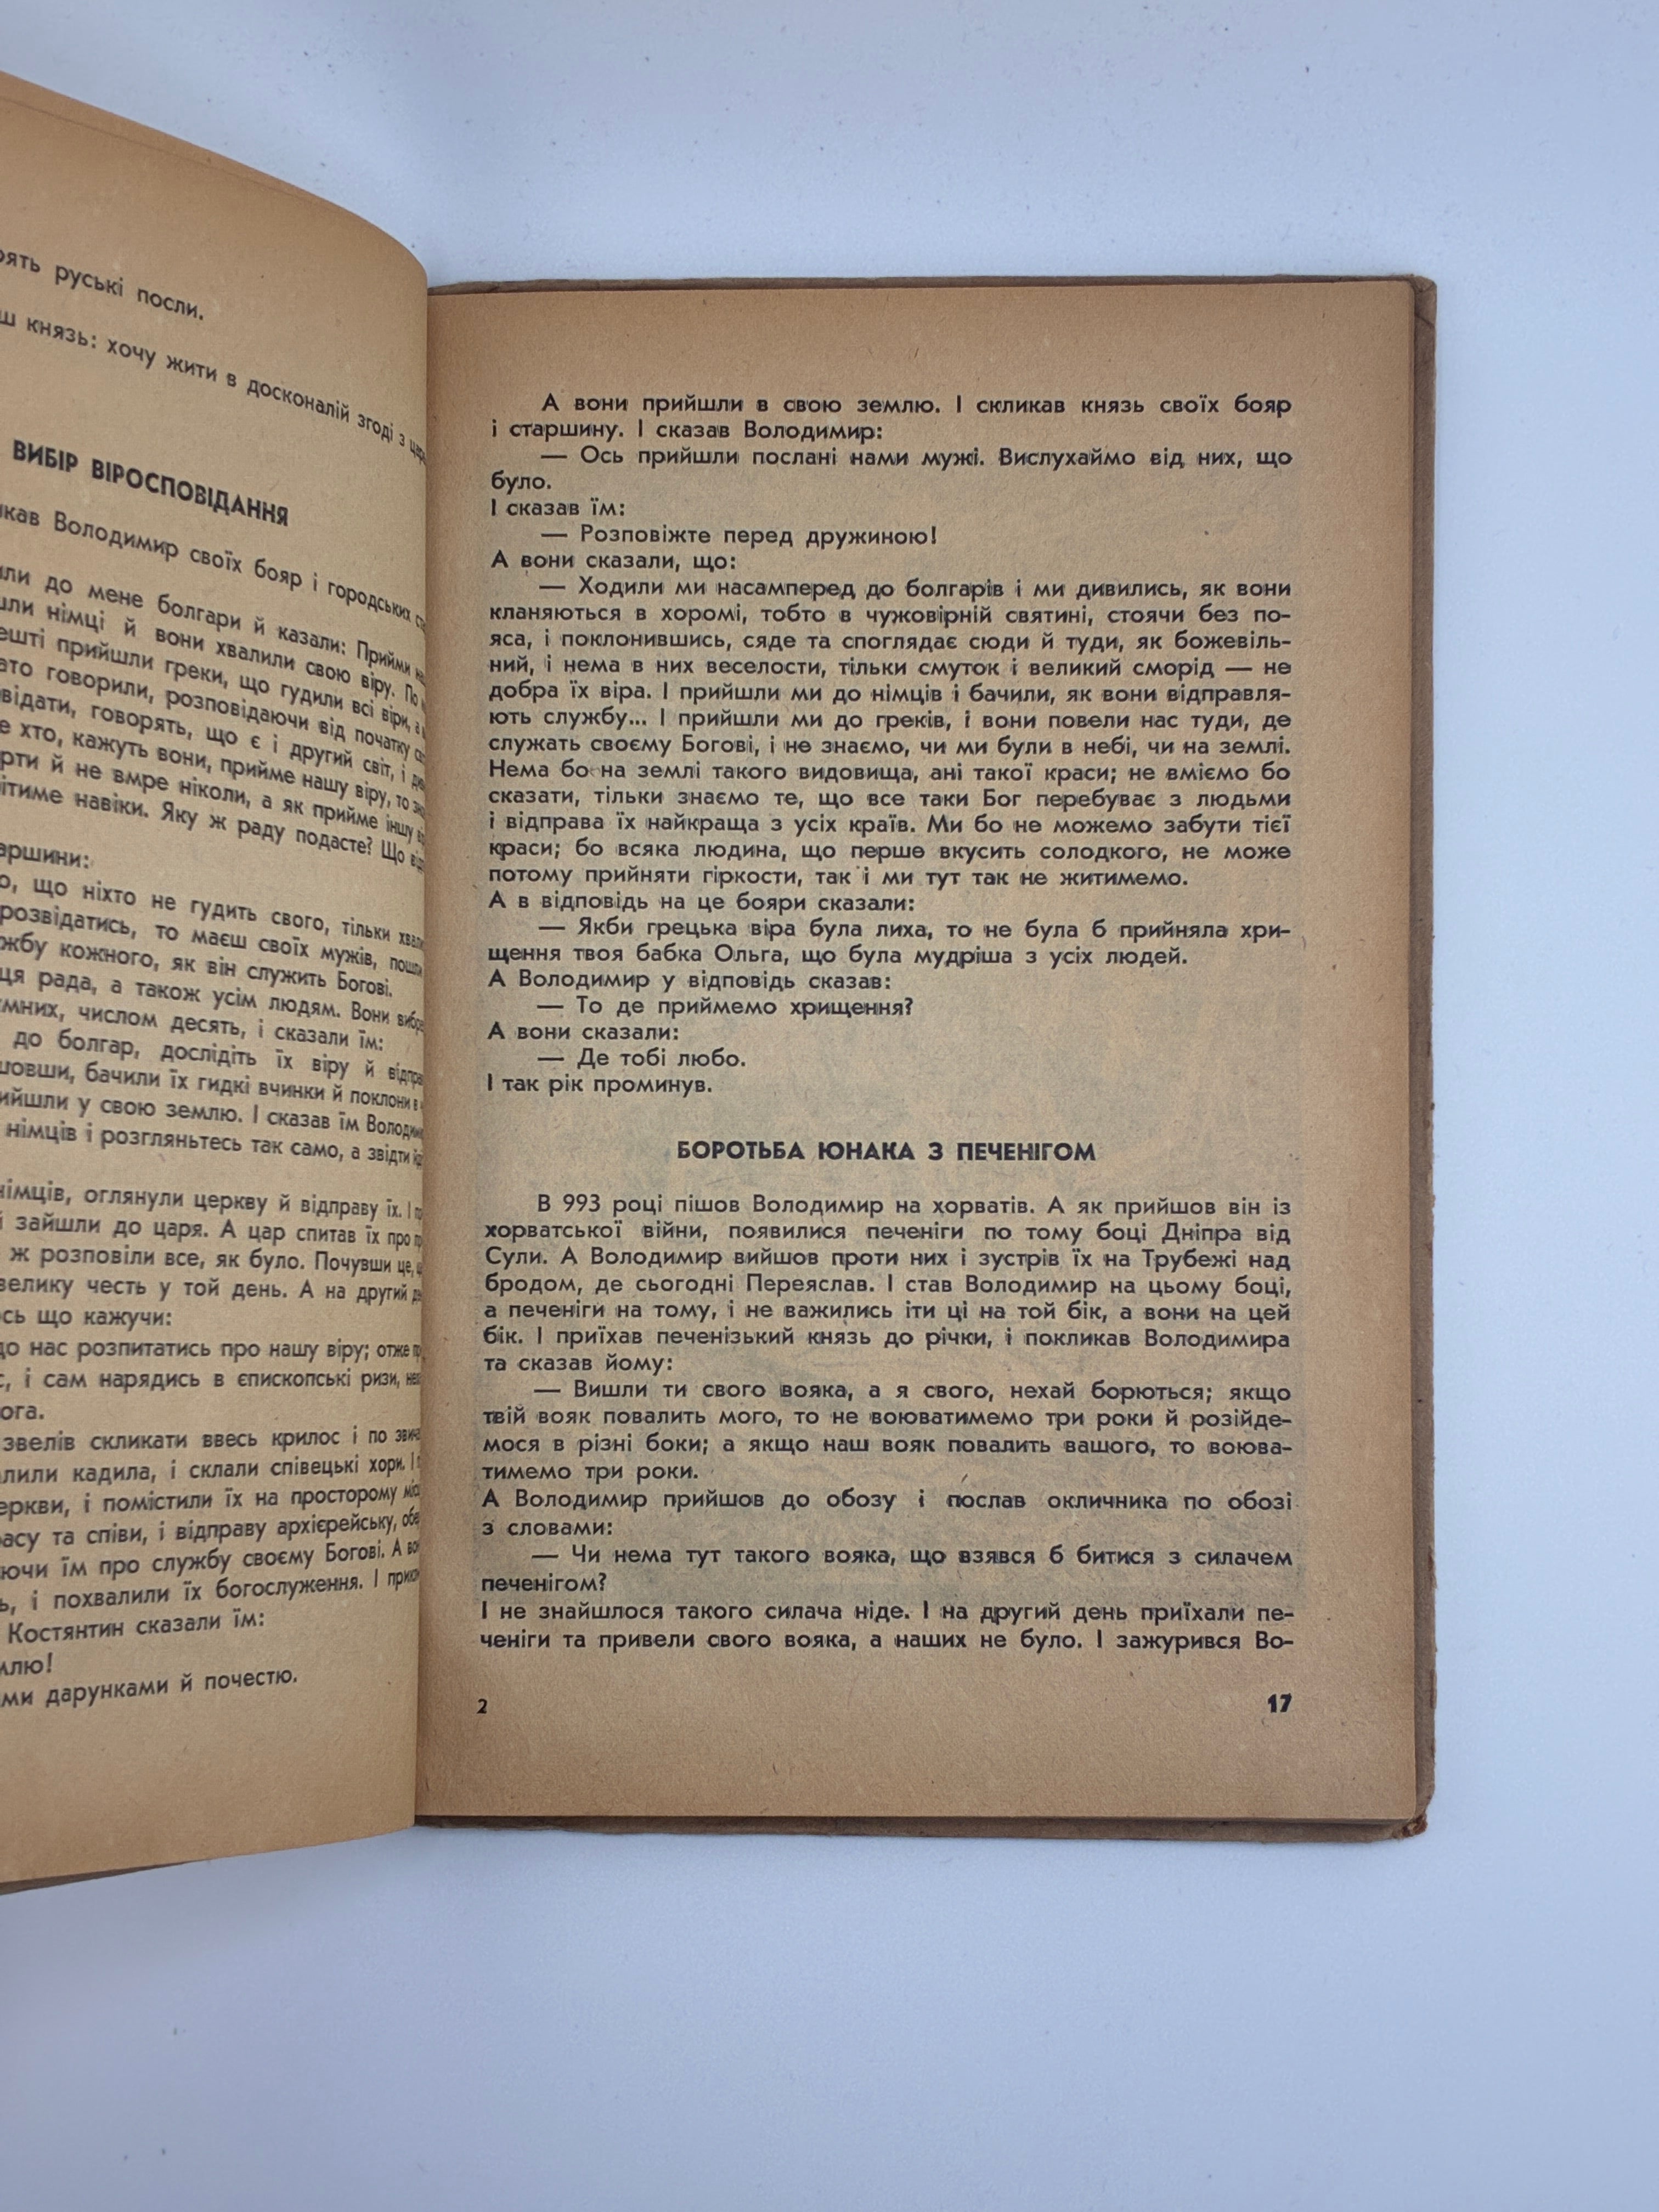 руські посли.
князь: хочу жити в досконалій згоді з
ВИБІР ВІРОСПОВІДАННЯ
Володимир своїх бояр і городських
до мене болгари й казали: Прийми
німці й вони хвалили свою віру. По
прийшли греки, що гудили всі віри, а
говорили, розповідаючи від початку
говорять, що є і другий світ, і
хто, кажуть вони, прийме нашу віру, то
й не вмре ніколи, а як прийме іншу
навіки. Яку ж раду подасте? Що
що ніхто не гудить свого, тільки
розвідатись, то маєш своїх мужів,
кожного, як він служить Богові.
рада, а також усім людям. Вони
числом десять, і сказали їм:
до болгар, дослідіть їх віру й
бачили їх гидкі вчинки й поклони в
у свою землю. І сказав їм
німців і розгляньтесь так само, а звідти
німців, оглянули церкву й відправу їх. І
й зайшли до царя. А цар спитав їх про
ж розповіли все, як було. Почувши це,
велику честь у той день. А на другий
що кажучи:
до нас розпитатись про нашу віру; отже
і сам нарядись в єпископські ризи,
звелів скликати ввесь крилос і по
кадила, і склали співецькі хори. І
і помістили їх на просторому
та співи, і відправу архієрейську,
їм про службу своєму Богові. А
і похвалили їх богослуження. І
Костянтин сказали їм:
дарунками й почестю.
А вони прийшли в свою землю. І скликав князь своїх бояр
і старшину. І сказав Володимир:
— Ось прийшли послані нами мужі. Вислухаймо від них, що
було.
І сказав їм:
— Розповіжте перед дружиною!
А вони сказали, що:
— Ходили ми насамперед до болгарів і ми дивились, як вони
кланяються в хоромі, тобто в чужовірній святині, стоячи без по-
яса, і поклонившись, сяде та споглядає сюди й туди, як божевіль-
ний, і нема в них веселости, тільки смуток і великий сморід — не
добра їх віра. І прийшли ми до німців і бачили, як вони відправля-
ють службу... І прийшли ми до греків, і вони повели нас туди, де
служать своєму Богові, і не знаємо, чи ми були в небі, чи на землі.
Нема бо на землі такого видовища, ані такої краси; не вміємо бо
сказати, тільки знаємо те, що все таки Бог перебуває з людьми
і відправа їх найкраща з усіх країв. Ми бо не можемо забути тієї
краси; бо всяка людина, що перше вкусить солодкого, не може
потому прийняти гіркости, так і ми тут так не житимемо.
А в відповідь на це бояри сказали:
— Якби грецька віра була лиха, то не була б прийняла хри-
щення твоя бабка Ольга, що була мудріша з усіх людей.
А Володимир у відповідь сказав:
— То де приймемо хрищення?
А вони сказали:
— Де тобі любо.
І так рік проминув.
БОРОТЬБА ЮНАКА З ПЕЧЕНІГОМ
В 993 році пішов Володимир на хорватів. А як прийшов він із
хорватської війни, появилися печеніги по тому боці Дніпра від
Сули. А Володимир вийшов проти них і зустрів їх на Трубежі над
бродом, де сьогодні Переяслав. І став Володимир на цьому боці,
а печеніги на тому, і не важились іти ці на той бік, а вони на цей
бік. І приїхав печенізький князь до річки, і покликав Володимира
та сказав йому:
— Вишли ти свого вояка, а я свого, нехай борються; якщо
твій вояк повалить мого, то не воюватимемо три роки й розійде-
мося в різні боки; а якщо наш вояк повалить вашого, то воюва-
тимемо три роки.
А Володимир прийшов до обозу і послав окличника по обозі
з словами:
— Чи нема тут такого вояка, що взявся б битися з силачем
печенігом?
І не знайшлося такого силача ніде. І на другий день приїхали пе-
ченіги та привели свого вояка, а наших не було. І зажурився Во-
2 17